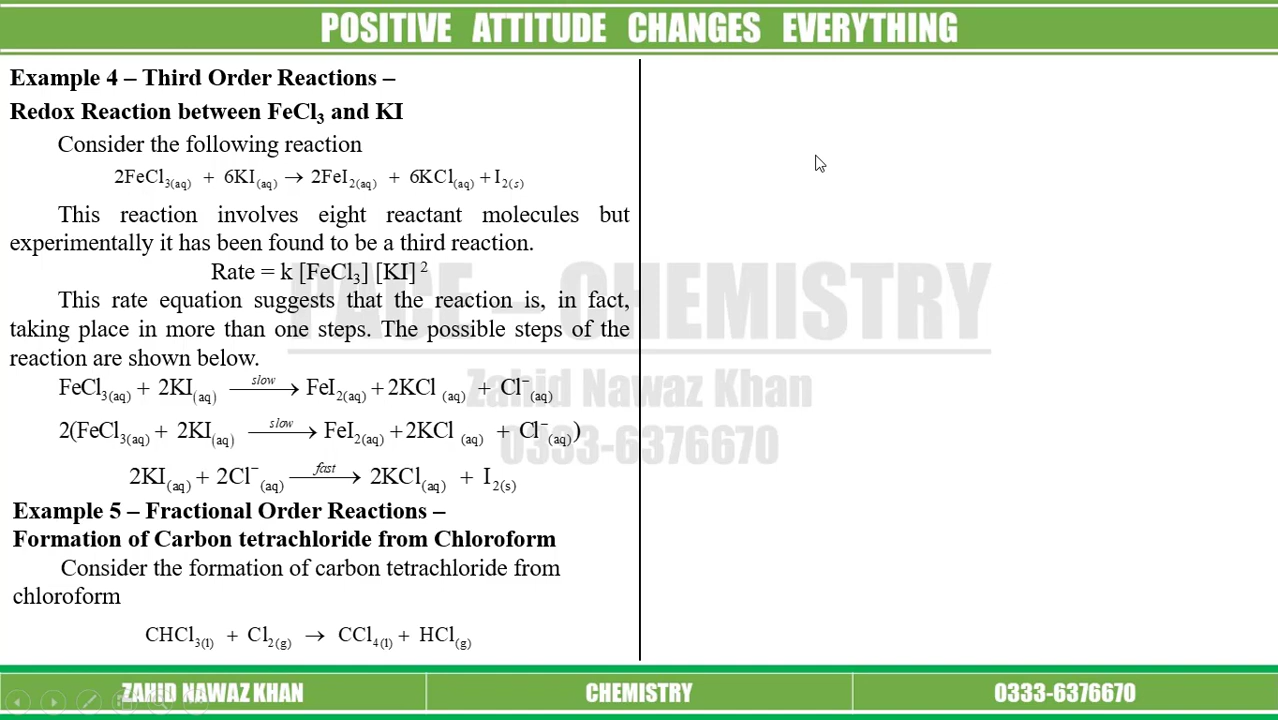 POSITIVE ATTITUDE CHANGES EVERYTHING
Example 4 – Third Order Reactions –
Redox Reaction between FeCl₃ and KI
Consider the following reaction
2FeCl₃(aq) + 6KI(aq) → 2FeI₂(aq) + 6KCl(aq) + I₂(s)
This reaction involves eight reactant molecules but
experimentally it has been found to be a third reaction.
Rate = k [FeCl₃] [KI] ²
This rate equation suggests that the reaction is, in fact,
taking place in more than one steps. The possible steps of the
reaction are shown below.
FeCl₃(aq) + 2KI(aq) —slow→ FeI₂(aq) + 2KCl (aq) + Cl⁻(aq)
2(FeCl₃(aq) + 2KI(aq) —slow→ FeI₂(aq) + 2KCl (aq) + Cl⁻(aq))
2KI(aq) + 2Cl⁻(aq) —fast→ 2KCl(aq) + I₂(s)
Example 5 – Fractional Order Reactions –
Formation of Carbon tetrachloride from Chloroform
Consider the formation of carbon tetrachloride from
chloroform
CHCl₃(l) + Cl₂(g) → CCl₄(l) + HCl(g)
PACE – CHEMISTRY
Zahid Nawaz Khan
0333-6376670
ZAHID NAWAZ KHAN
CHEMISTRY
0333-6376670